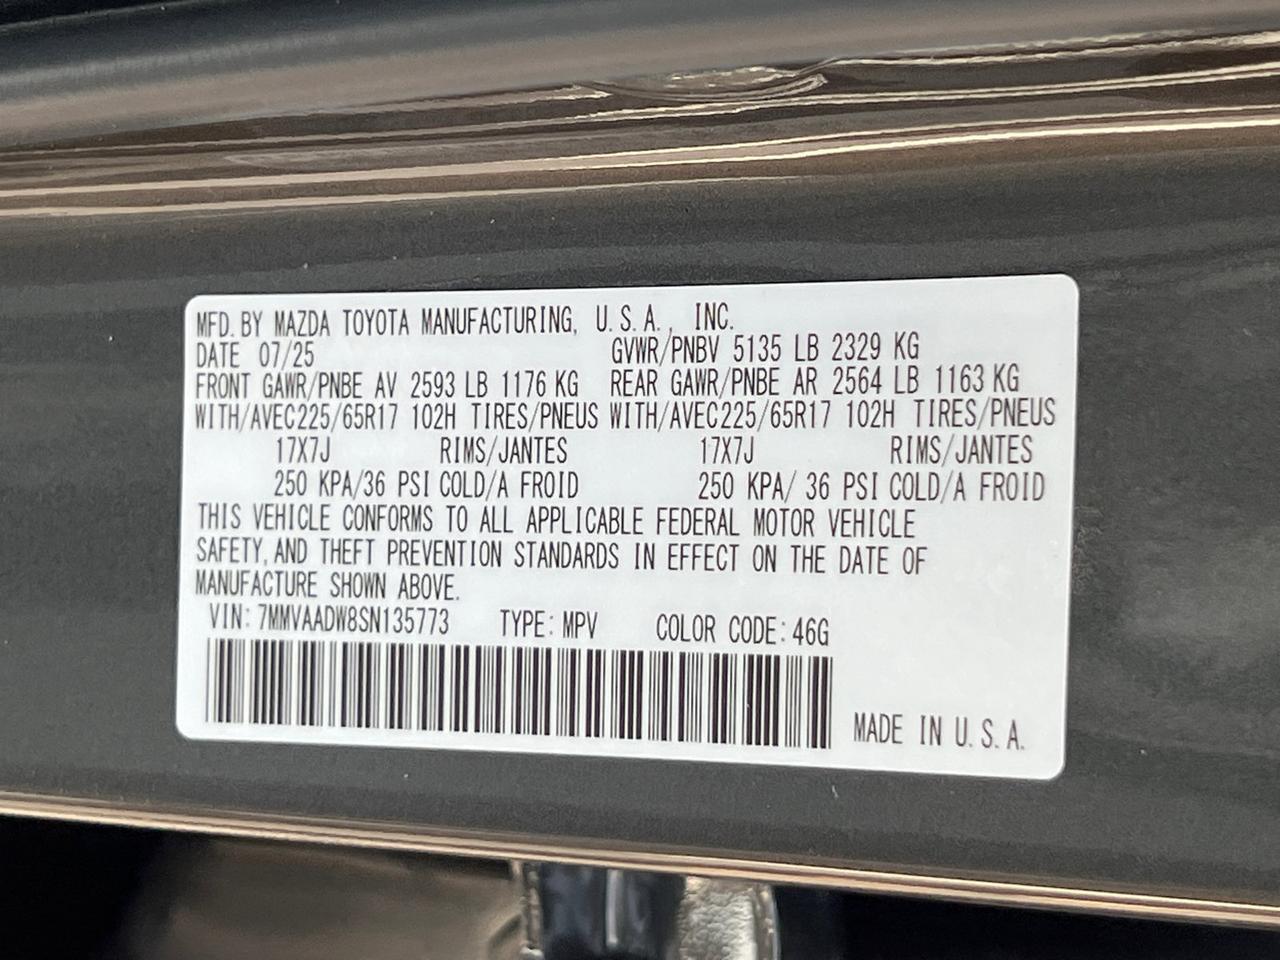 MFD. BY MAZDA TOYOTA MANUFACTURING, U.S.A., INC.
DATE 07/25 GVWR/PNBV 5135 LB 2329 KG
FRONT GAWR/PNBE AV 2593 LB 1176 KG REAR GAWR/PNBE AR 2564 LB 1163 KG
WITH/AVEC225/65R17 102H TIRES/PNEUS WITH/AVEC225/65R17 102H TIRES/PNEUS
17X7J RIMS/JANTES 17X7J RIMS/JANTES
250 KPA/36 PSI COLD/A FROID 250 KPA/ 36 PSI COLD/A FROID
THIS VEHICLE CONFORMS TO ALL APPLICABLE FEDERAL MOTOR VEHICLE
SAFETY, AND THEFT PREVENTION STANDARDS IN EFFECT ON THE DATE OF
MANUFACTURE SHOWN ABOVE.
VIN: 7MMVAADW8SN135773 TYPE: MPV COLOR CODE: 46G
MADE IN U.S.A.